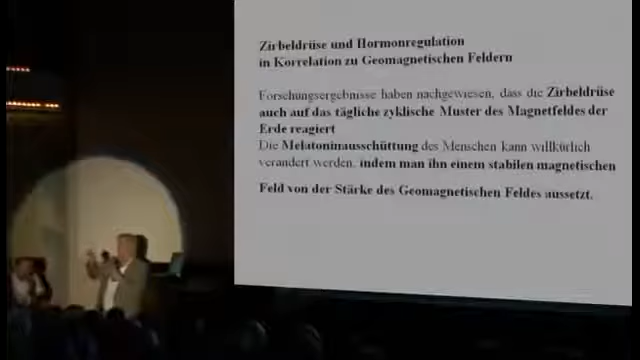 Zirbeldrüse und Hormonregulation
in Korrelation zu Geomagnetischen Feldern
Forschungsergebnisse haben nachgewiesen, dass die Zirbeldrüse
auch auf das tägliche zyklische Muster des Magnetfeldes der
Erde reagiert
Die Melatoninausschüttung des Menschen kann willkürlich
verändert werden, indem man ihn einem stabilen magnetischen
Feld von der Stärke des Geomagnetischen Feldes aussetzt.